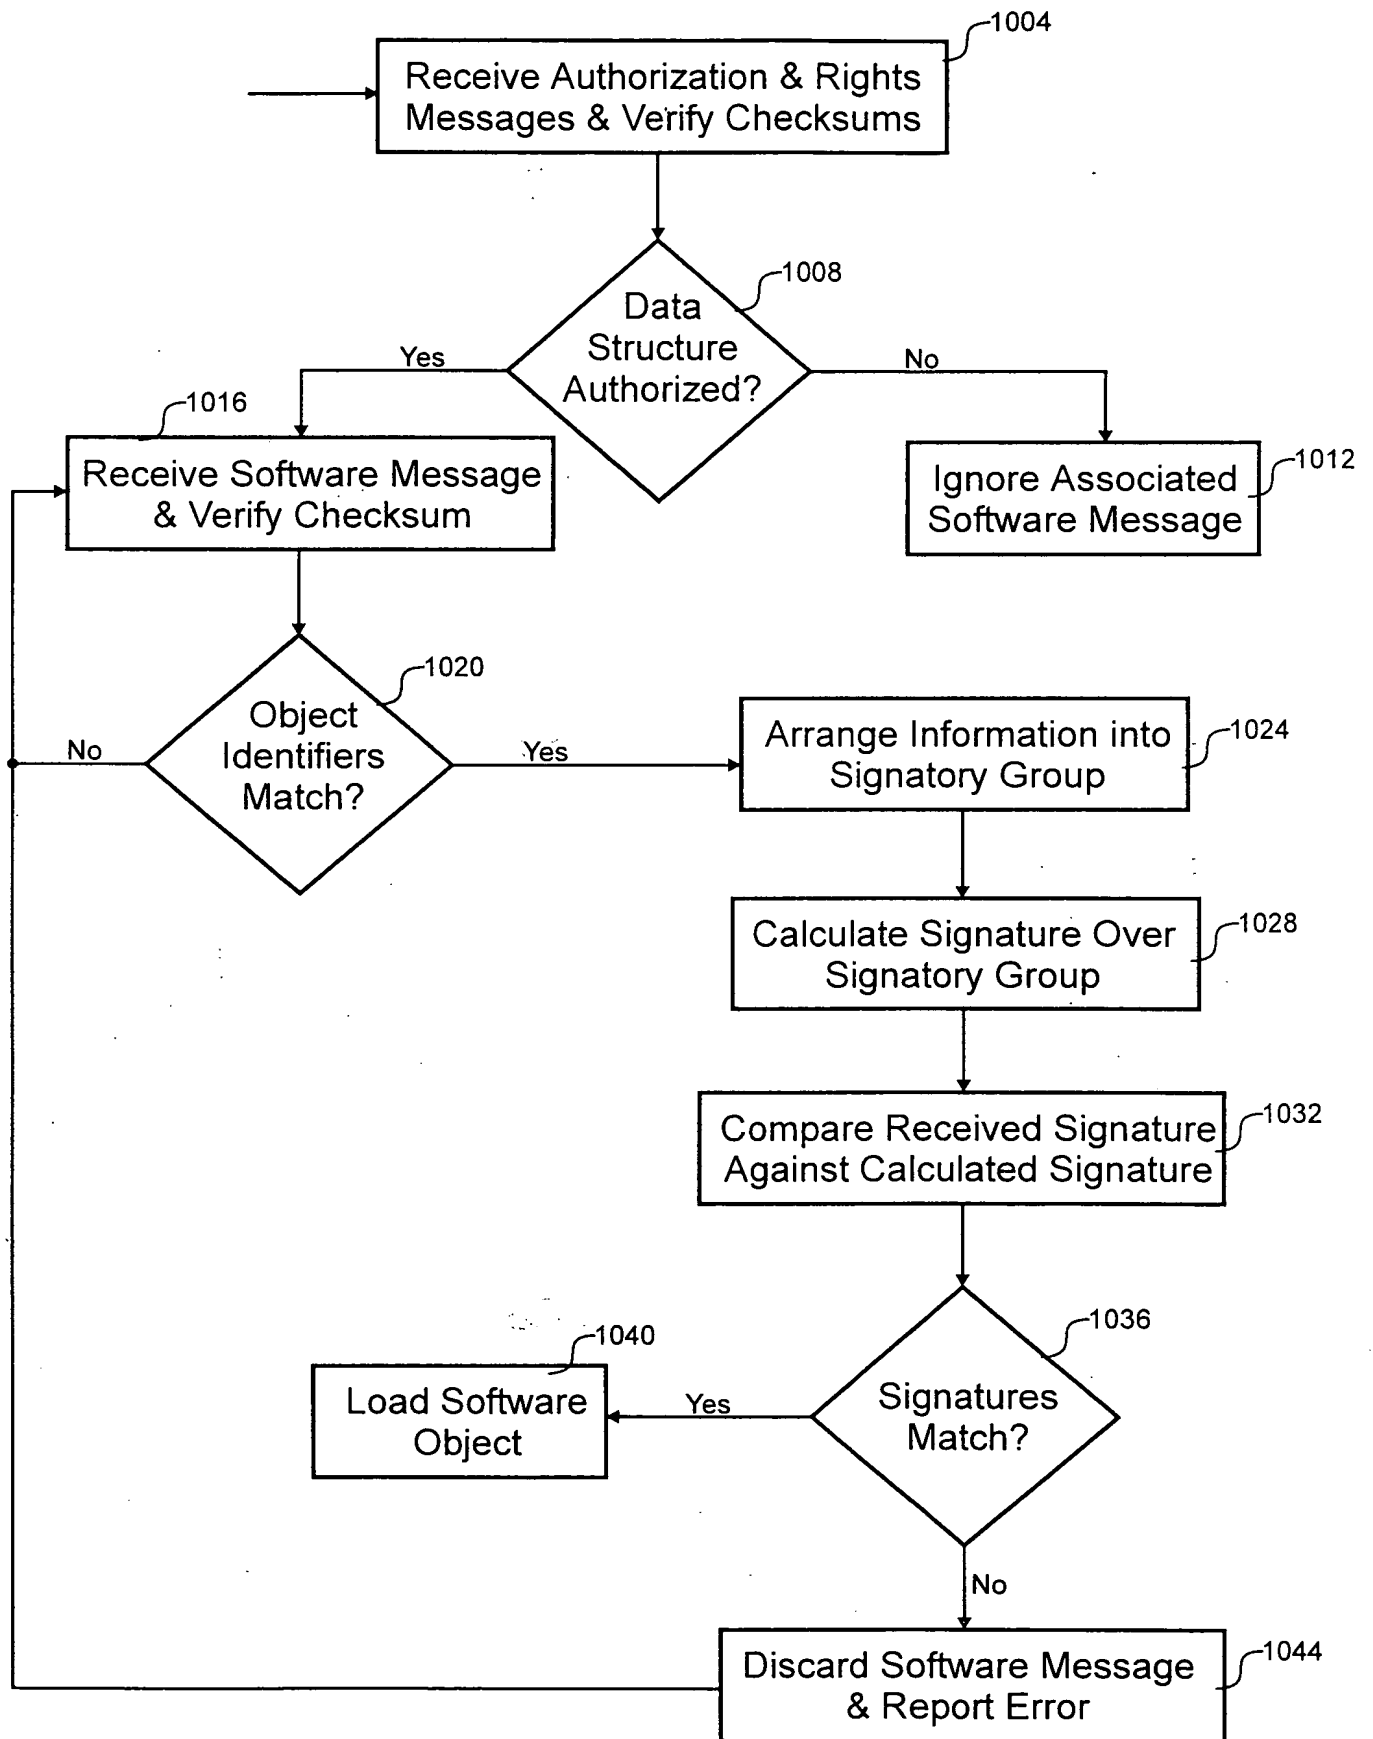 1004
Receive Authorization & Rights
Messages & Verify Checksums
1008
Data
Structure
Authorized?
Yes
No
1016
Receive Software Message
& Verify Checksum
1012
Ignore Associated
Software Message
1020
Object
Identifiers
Match?
No
Yes
1024
Arrange Information into
Signatory Group
1028
Calculate Signature Over
Signatory Group
1032
Compare Received Signature
Against Calculated Signature
1036
Signatures
Match?
Yes
1040
Load Software
Object
No
1044
Discard Software Message
& Report Error